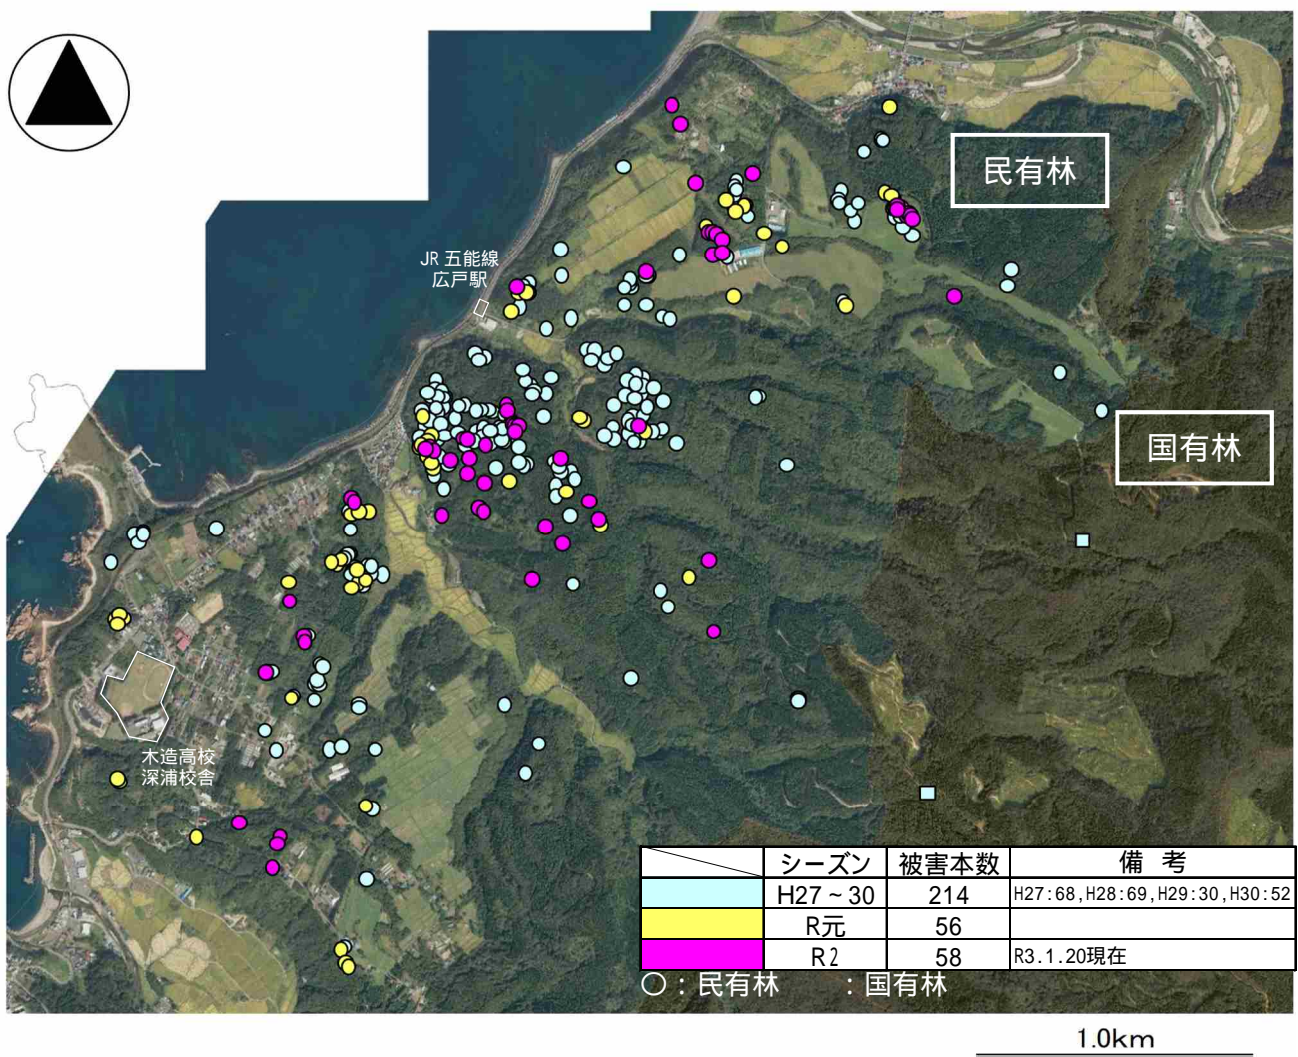 民有林
JR 五能線
広戸駅
国有林
木造高校
深浦校舎
シーズン 被害本数 備 考
H27~30 214 H27:68,H28:69,H29:30,H30:52
R元 56
R2 58 R3.1.20現在
○:民有林 :国有林
1.0km